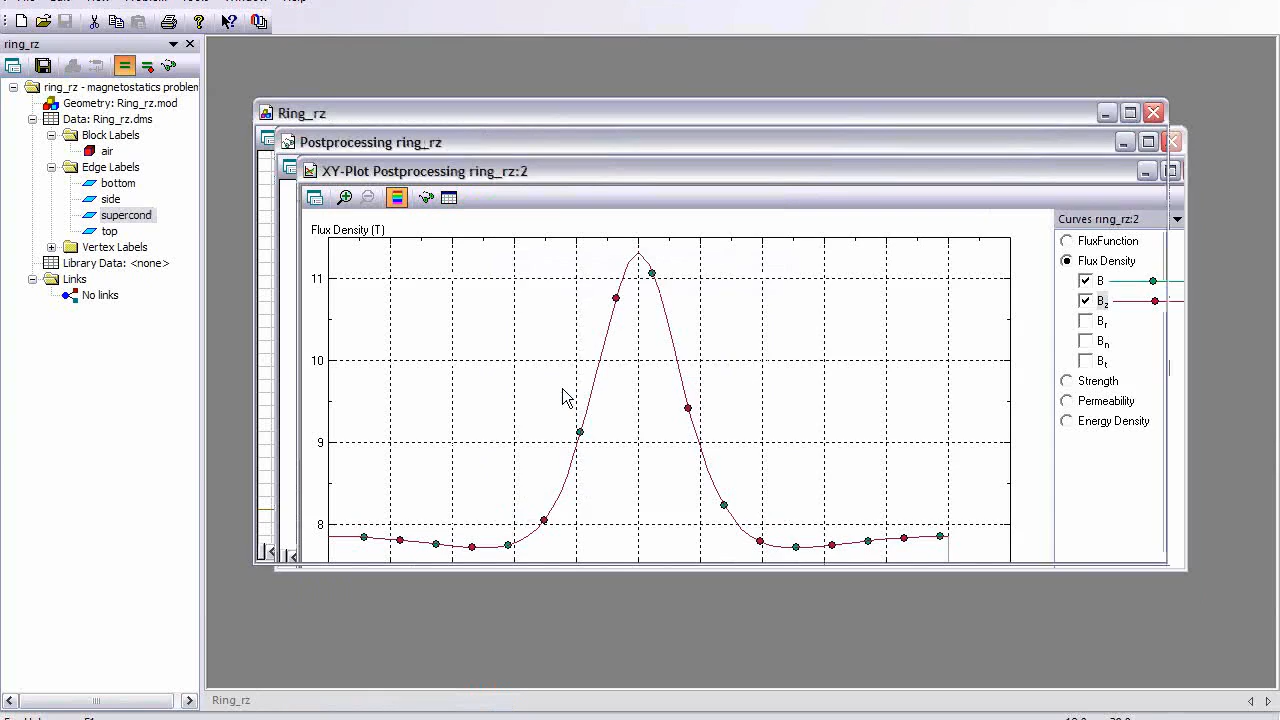 ring_rz
ring_rz - magnetostatics problem
Geometry: Ring_rz.mod
Data: Ring_rz.dms
Block Labels
air
Edge Labels
bottom
side
supercond
top
Vertex Labels
Library Data: <none>
Links
No links
Ring_rz
Postprocessing ring_rz
XY-Plot Postprocessing ring_rz:2
Flux Density (T)
11
10
9
8
Curves ring_rz:2
FluxFunction
Flux Density
B
Bz
Br
Bn
Bt
Strength
Permeability
Energy Density
Ring_rz